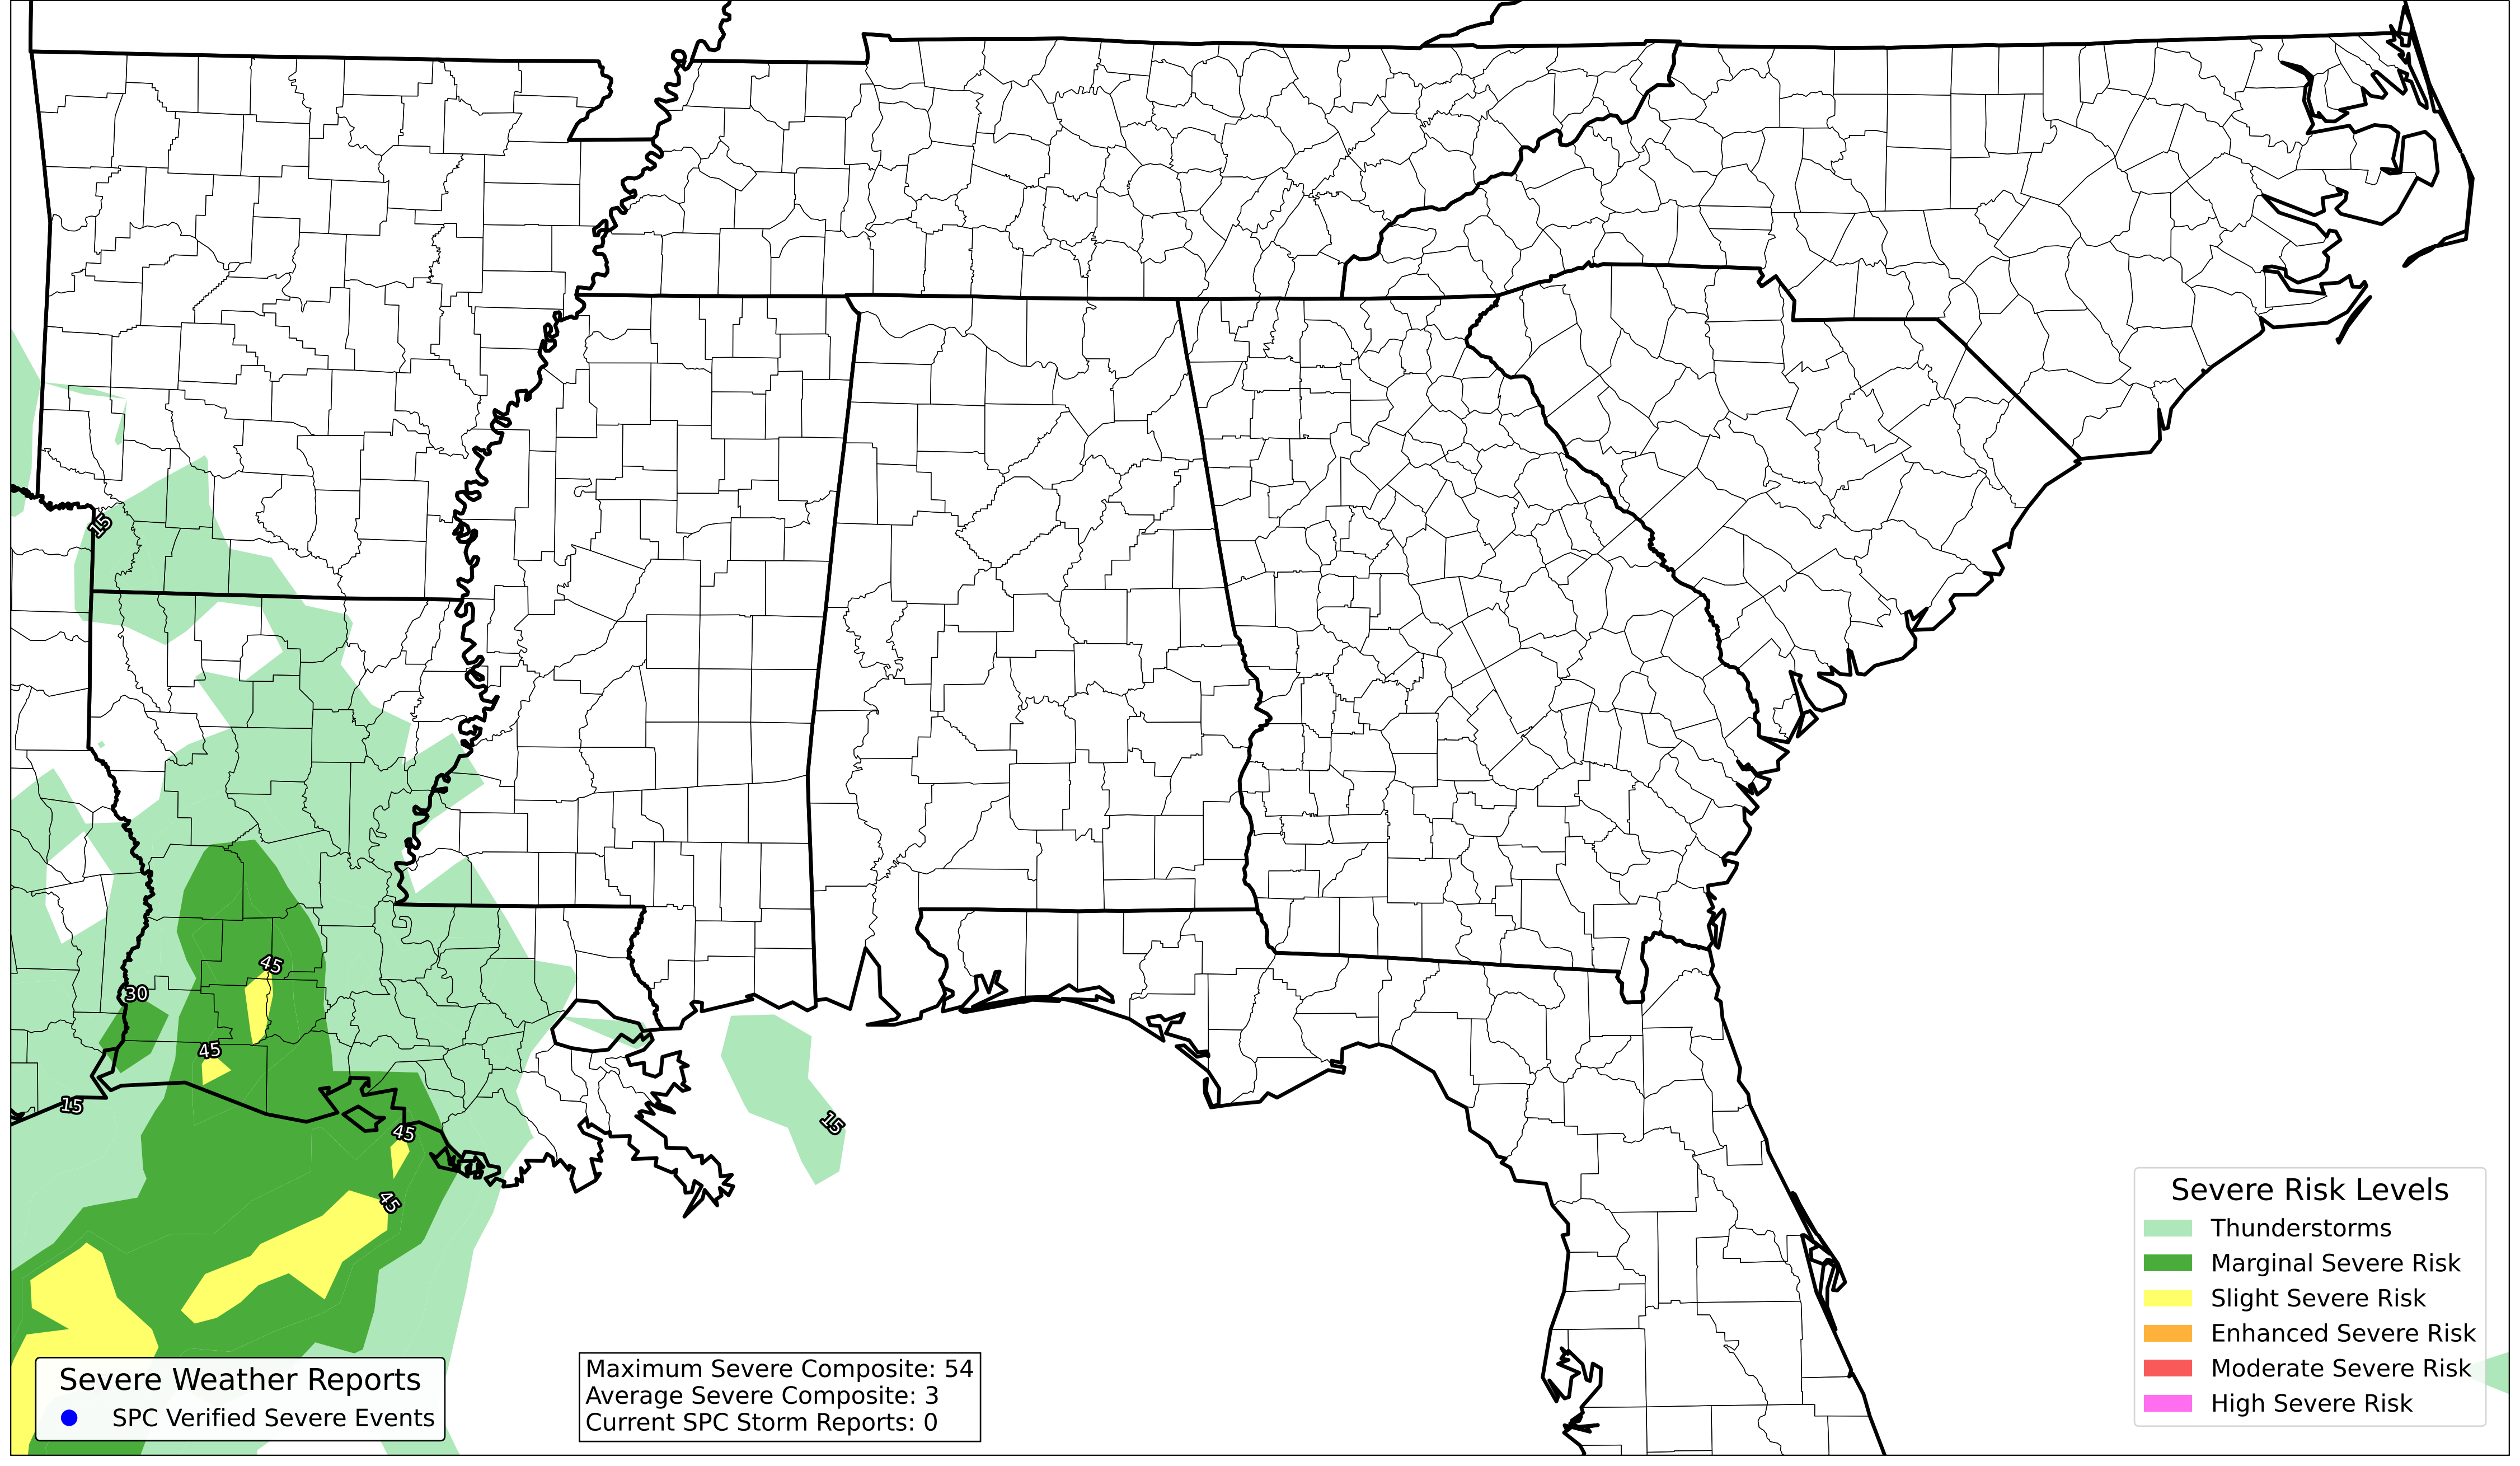 15
45
30
45
15
45
15
45
Severe Risk Levels
Thunderstorms
Marginal Severe Risk
Slight Severe Risk
Enhanced Severe Risk
Moderate Severe Risk
High Severe Risk
Severe Weather Reports
SPC Verified Severe Events
Maximum Severe Composite: 54
Average Severe Composite: 3
Current SPC Storm Reports: 0